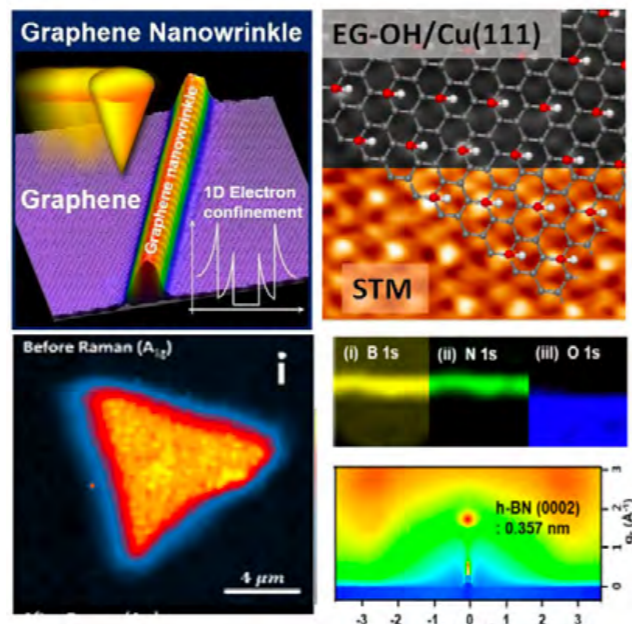 Graphene Nanowrinkle
Graphene
Graphene nanowrinkle
1D Electron
confinement
EG-OH/Cu(111)
STM
Before Raman (A1g)
i
4 μm
(i) B 1s
(ii) N 1s
(iii) O 1s
h-BN (0002)
: 0.357 nm
3
2
1
0
-3
-2
-1
0
1
2
3